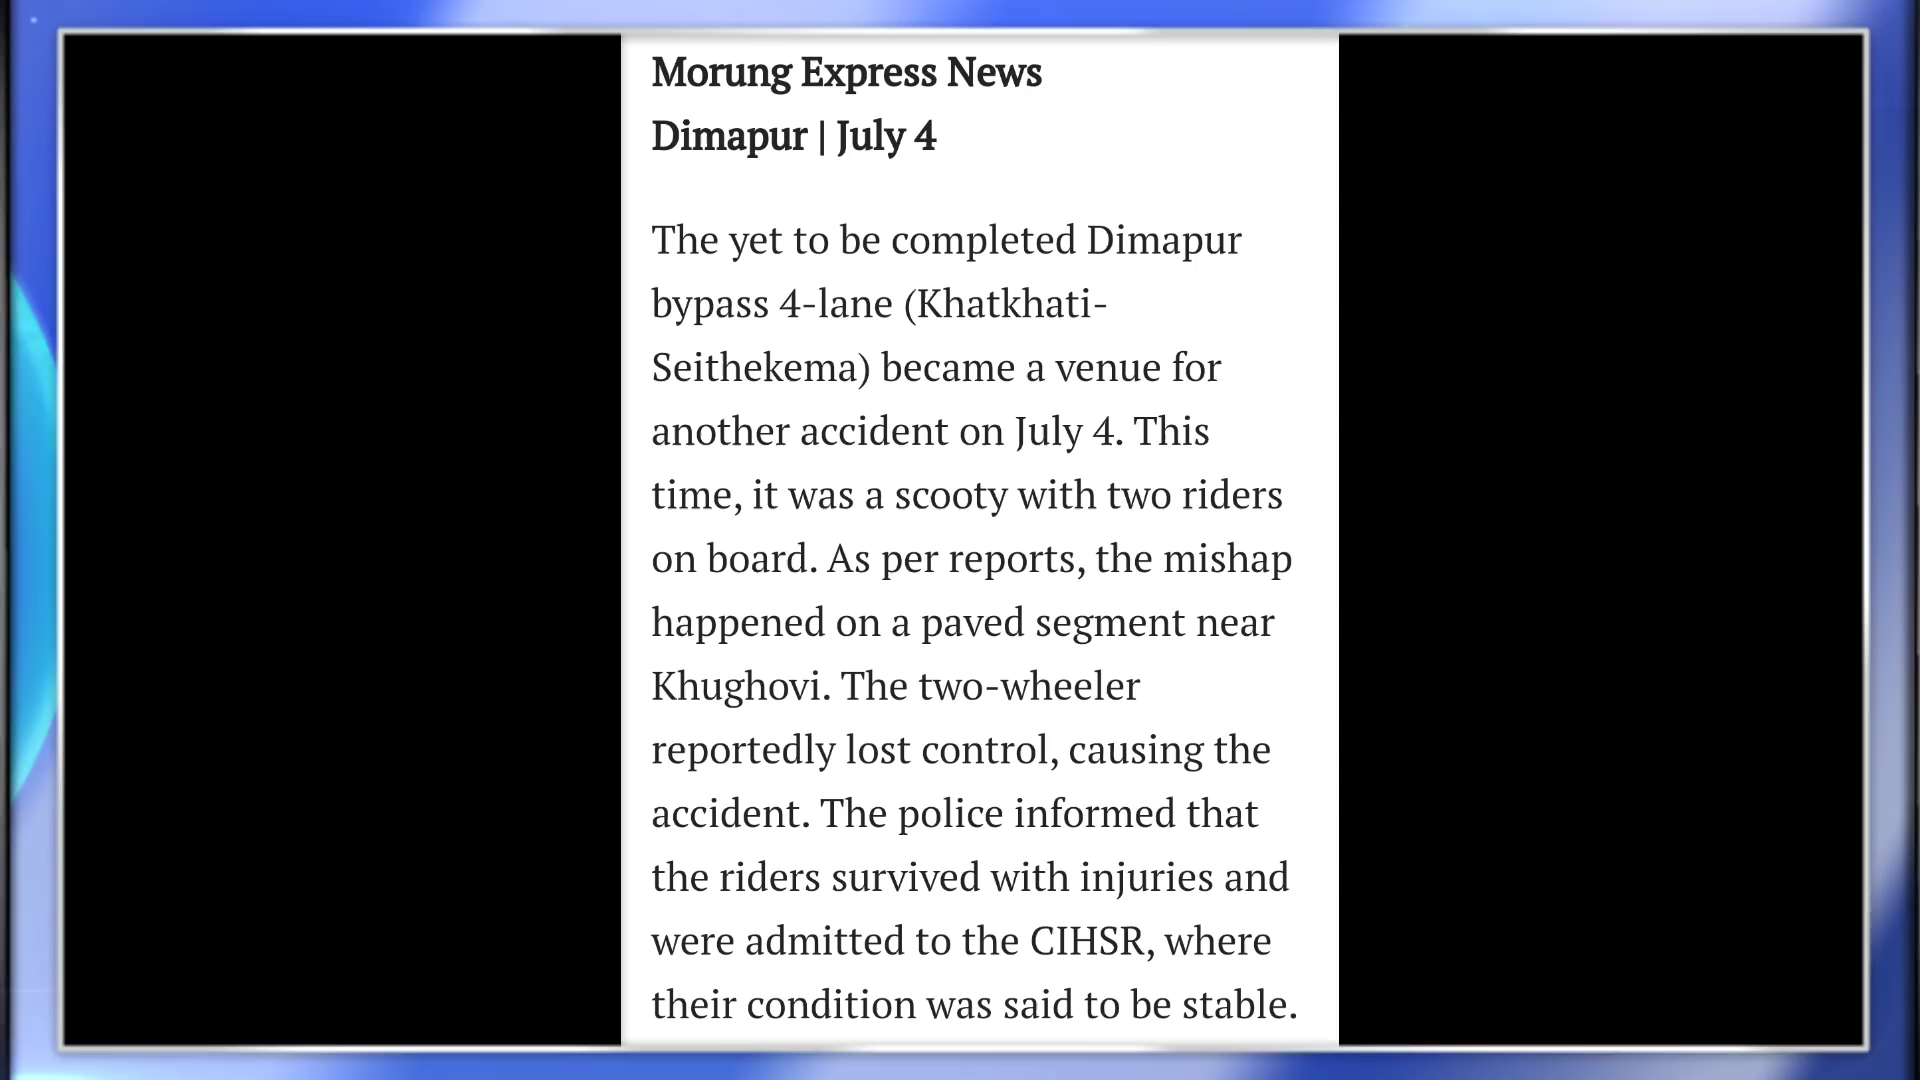 Morung Express News
Dimapur | July 4
The yet to be completed Dimapur
bypass 4-lane (Khatkhati-
Seithekema) became a venue for
another accident on July 4. This
time, it was a scooty with two riders
on board. As per reports, the mishap
happened on a paved segment near
Khughovi. The two-wheeler
reportedly lost control, causing the
accident. The police informed that
the riders survived with injuries and
were admitted to the CIHSR, where
their condition was said to be stable.